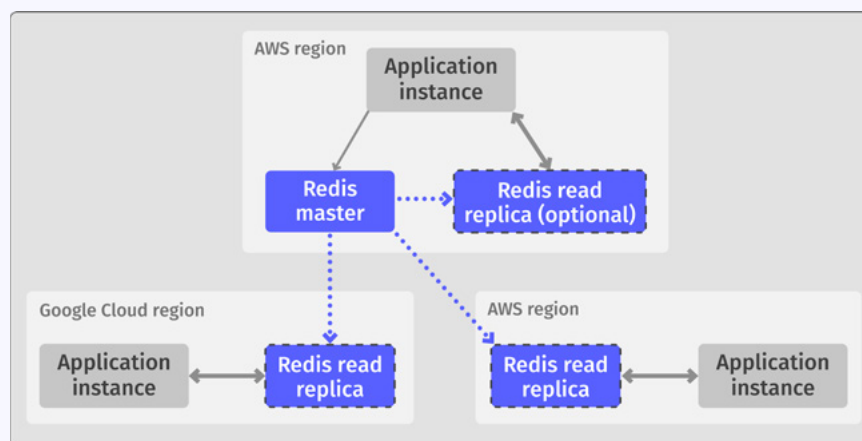 AWS region
Application
instance
Redis
master
Redis read
replica (optional)
Google Cloud region
Application
instance
Redis read
replica
AWS region
Redis read
replica
Application
instance